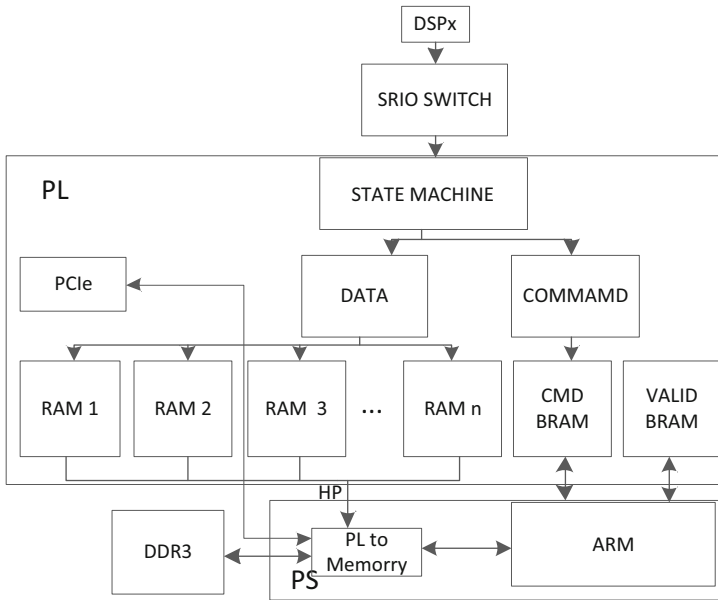 DSPx
SRIO SWITCH
PL
STATE MACHINE
PCIe
DATA
COMMAMD
RAM 1
RAM 2
RAM 3
...
RAM n
CMD
BRAM
VALID
BRAM
HP
DDR3
PL to
Memorry
ARM
PS